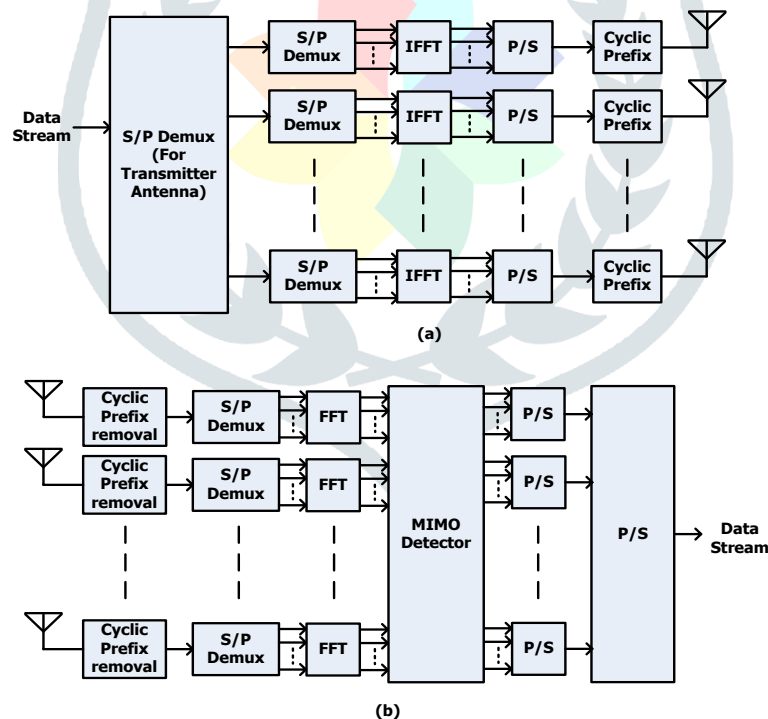 S/P
Demux
IFFT
P/S
Cyclic
Prefix
Data
Stream
S/P Demux
(For
Transmitter
Antenna)
S/P
Demux
IFFT
P/S
Cyclic
Prefix
S/P
Demux
IFFT
P/S
Cyclic
Prefix
(a)
Cyclic
Prefix
removal
S/P
Demux
FFT
P/S
Cyclic
Prefix
removal
S/P
Demux
FFT
MIMO
Detector
P/S
P/S
Data
Stream
Cyclic
Prefix
removal
S/P
Demux
FFT
P/S
(b)